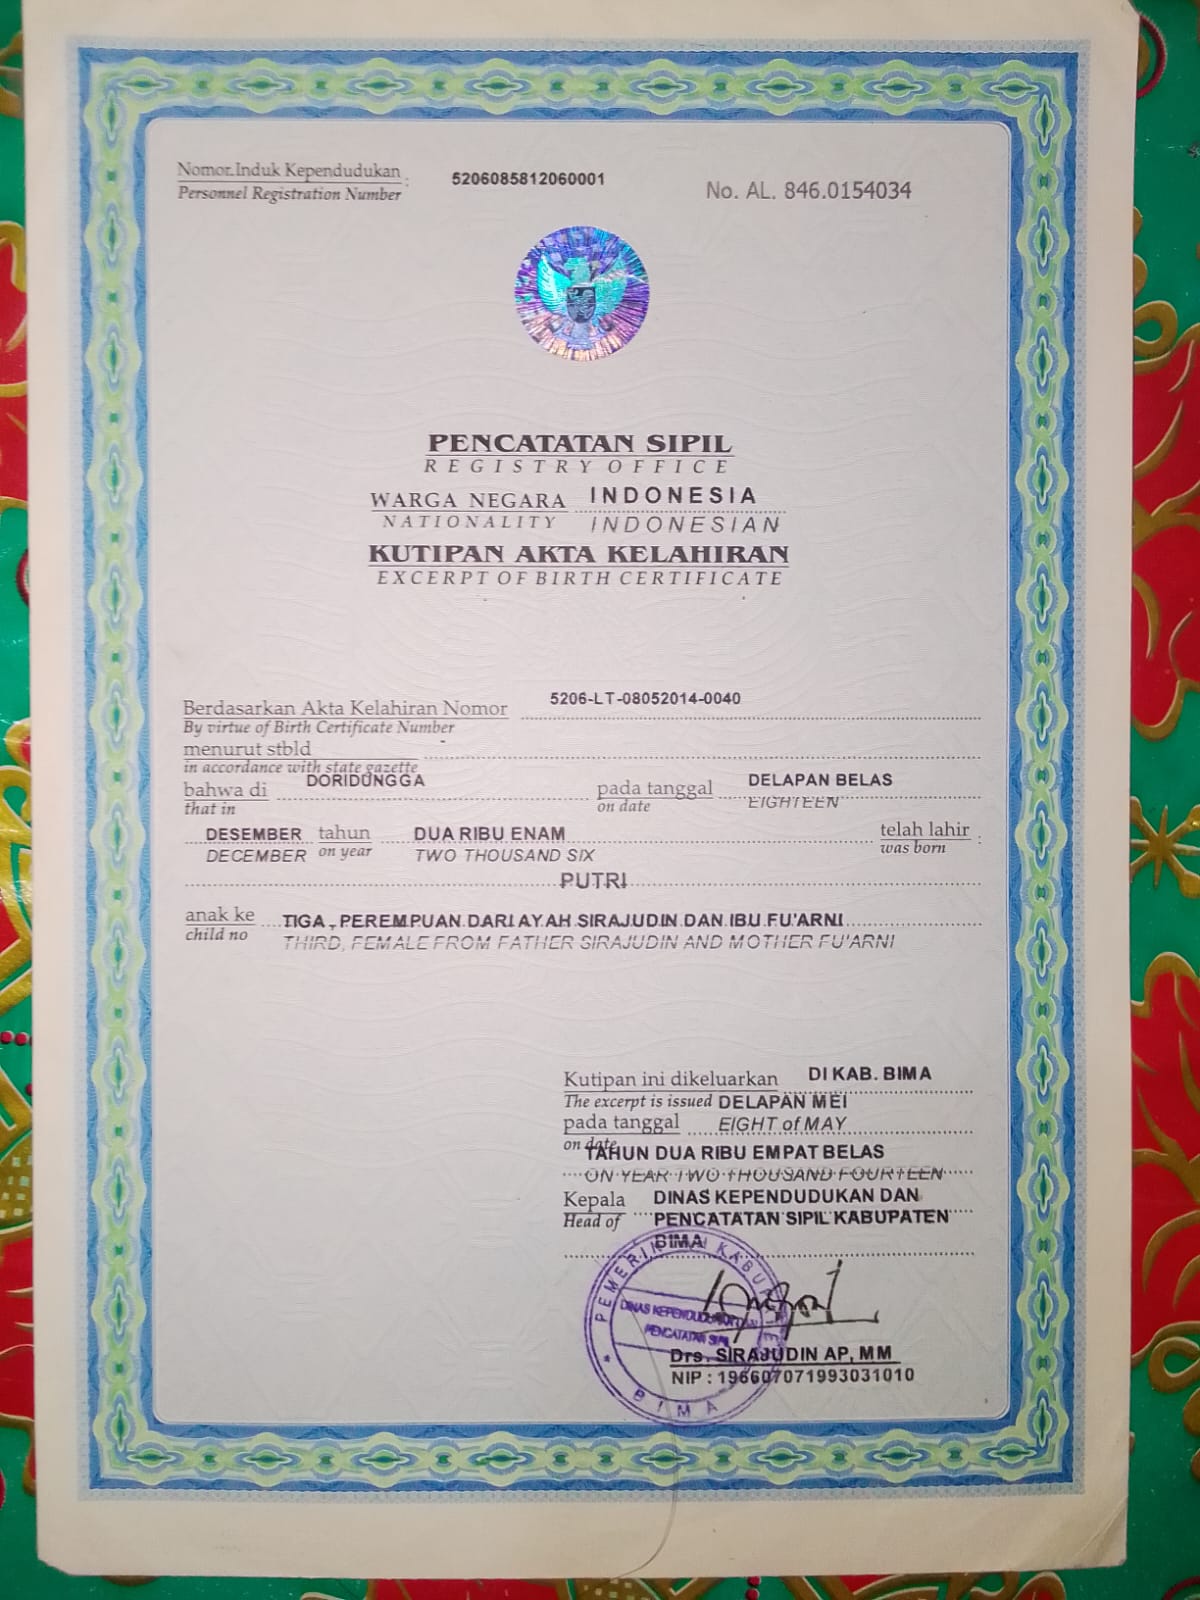 Nomor Induk Kependudukan : 5206085812060001
Personnel Registration Number
No. AL. 846.0154034
PENCATATAN SIPIL
REGISTRY OFFICE
WARGA NEGARA INDONESIA
NATIONALITY INDONESIAN
KUTIPAN AKTA KELAHIRAN
EXCERPT OF BIRTH CERTIFICATE
Berdasarkan Akta Kelahiran Nomor 5206-LT-08052014-0040
By virtue of Birth Certificate Number
menurut stbld
in accordance with state gazette
bahwa di DORIDUNGGA pada tanggal DELAPAN BELAS
that in on date EIGHTEEN
DESEMBER tahun DUA RIBU ENAM telah lahir :
DECEMBER on year TWO THOUSAND SIX was born
PUTRI
anak ke TIGA, PEREMPUAN DARI AYAH SIRAJUDIN DAN IBU FU'ARNI
child no THIRD, FEMALE FROM FATHER SIRAJUDIN AND MOTHER FU'ARNI
Kutipan ini dikeluarkan DI KAB. BIMA
The excerpt is issued DELAPAN MEI
pada tanggal EIGHT of MAY
on date TAHUN DUA RIBU EMPAT BELAS
ON YEAR TWO THOUSAND FOURTEEN
Kepala DINAS KEPENDUDUKAN DAN
Head of PENCATATAN SIPIL KABUPATEN
BIMA
DINAS KEPENDUDUKAN DAN
PENCATATAN SIPIL
BIMA
Drs. SIRAJUDIN AP, MM
NIP : 196607071993031010